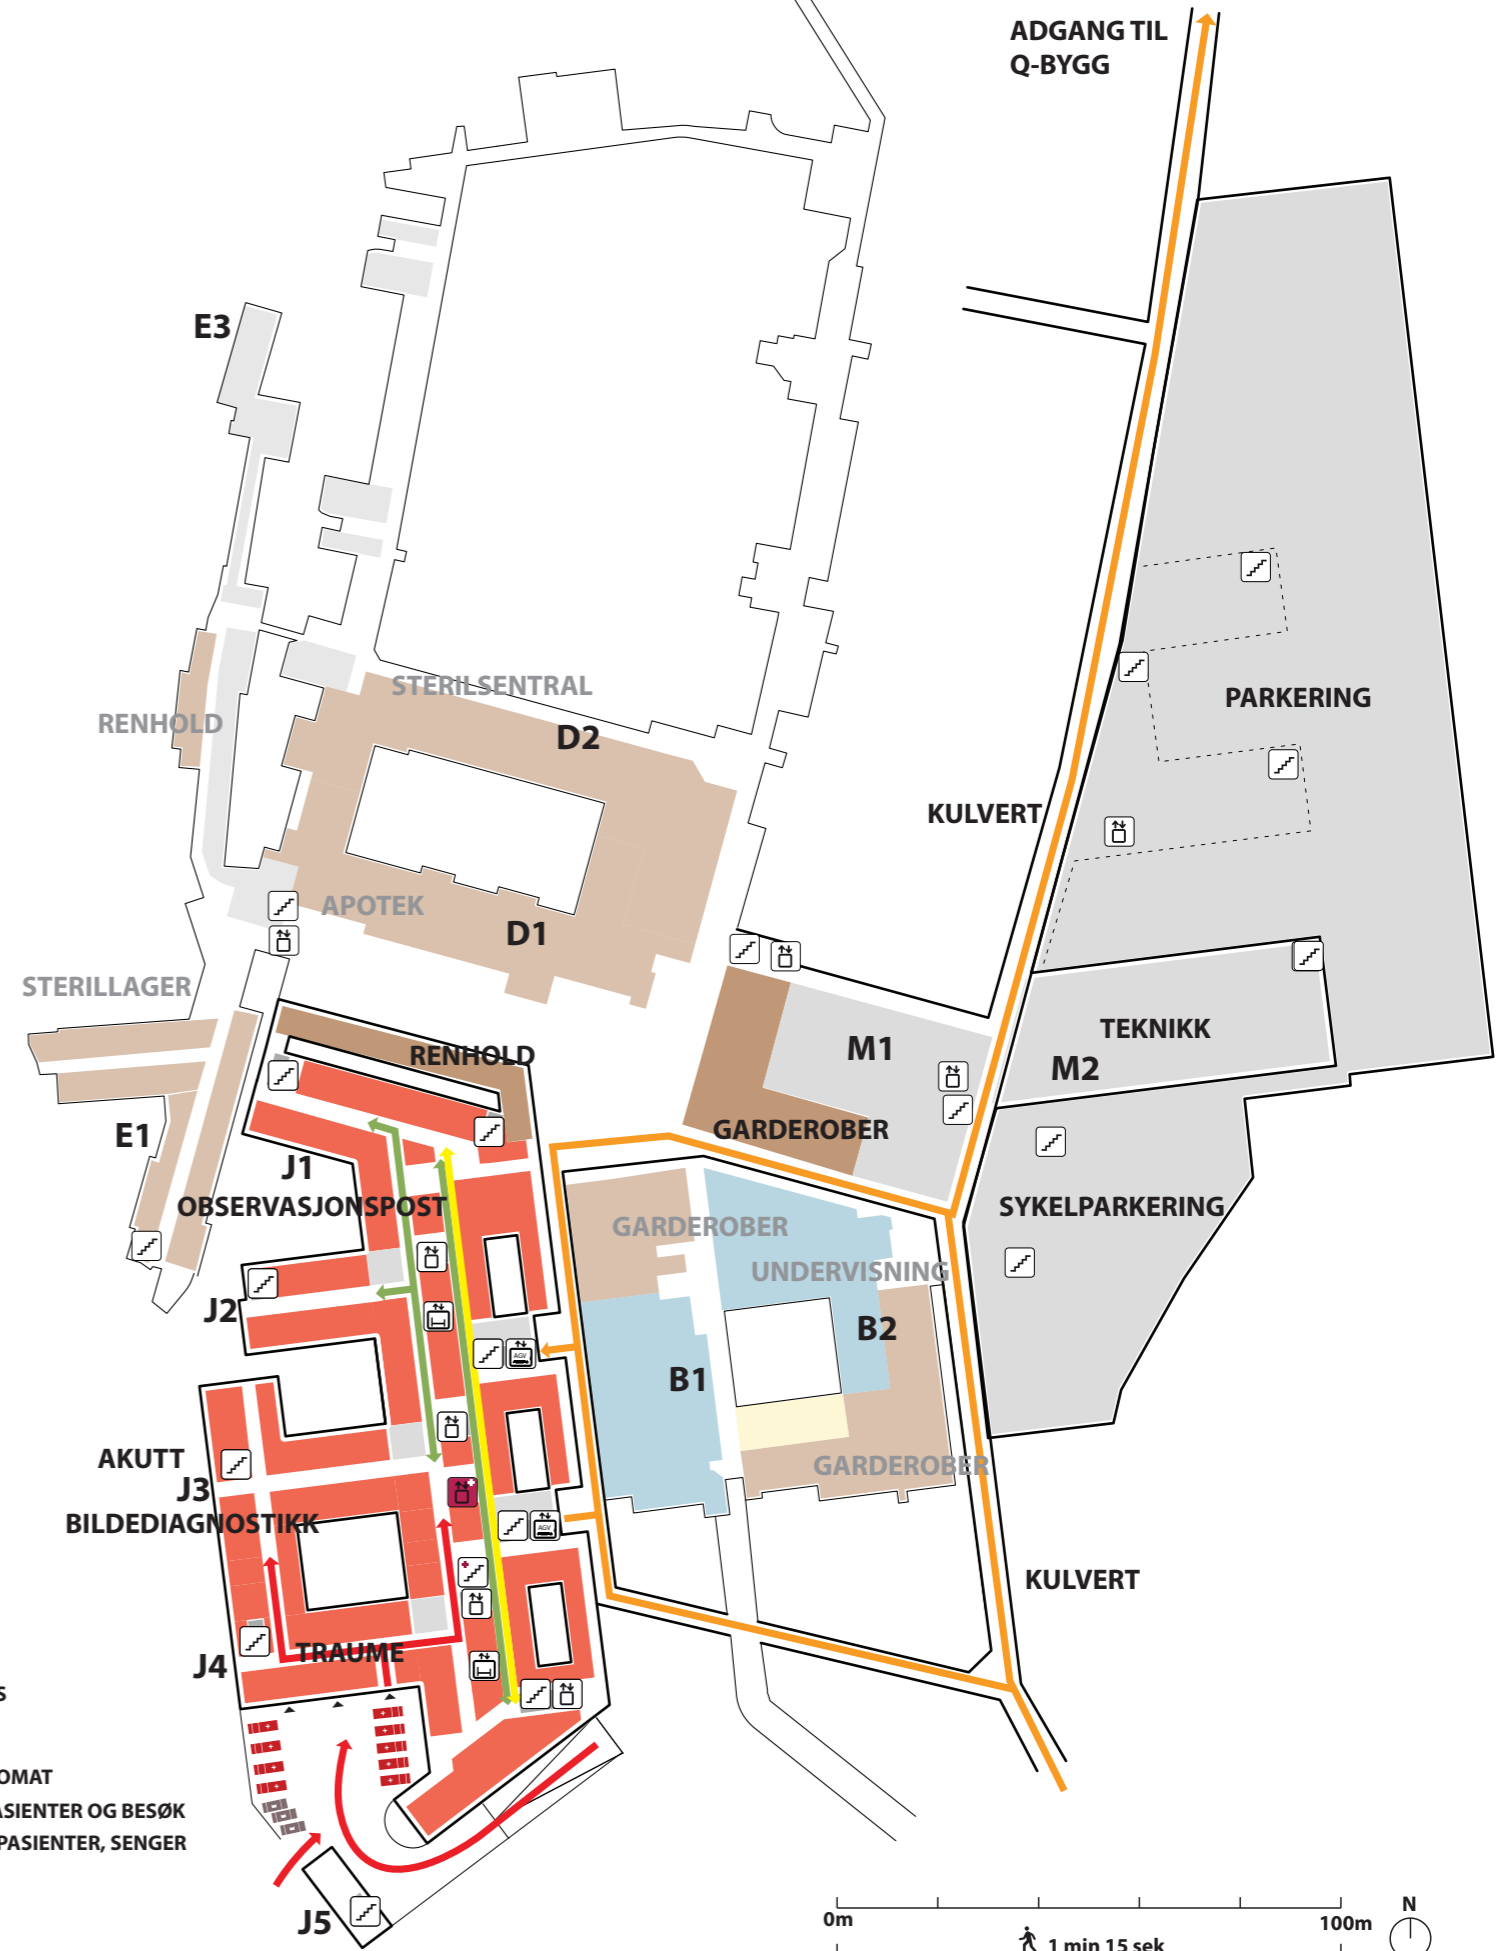 ADGANG TIL
Q-BYGG
E3
STERILSENTRAL
RENHOLD
D2
PARKERING
KULVERT
APOTEK
D1
STERILLAGER
TEKNIKK
M1
RENHOLD
M2
GARDEROBER
E1
J1
OBSERVASJONSPOST
SYKELPARKERING
GARDEROBER
UNDERVISNING
J2
B2
AGV
B1
AKUTT
GARDEROBER
J3
BILDEDIAGNOSTIKK
AGV
KULVERT
TRAUME
J4
S
OMAT
ASIENTER OG BESØK
PASIENTER, SENGER
J5
N
0m
100m
1 min 15 sek